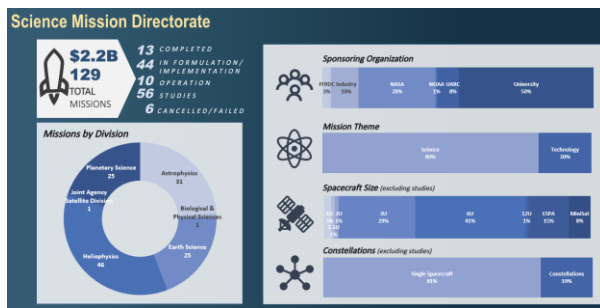 Science Mission Directorate
$2.2B
129
TOTAL
MISSIONS
13 COMPLETED
44 IN FORMULATION/
IMPLEMENTATION
10 OPERATION
56 STUDIES
6 CANCELLED/FAILED
Missions by Division
Planetary Science
25
Astrophysics
31
Joint Agency
Satellite Division
1
Biological &
Physical Sciences
1
Heliophysics
46
Earth Science
25
Sponsoring Organization
FFRDC Industry NASA NOAA UARC University
3% 10% 28% 1% 8% 50%
Mission Theme
Science Technology
80% 20%
Spacecraft Size (excluding studies)
3U 6U 12U ESPA MiniSat
29% 41% 1% 15% 8%
Constellations (excluding studies)
Single Spacecraft Constellations
81% 19%